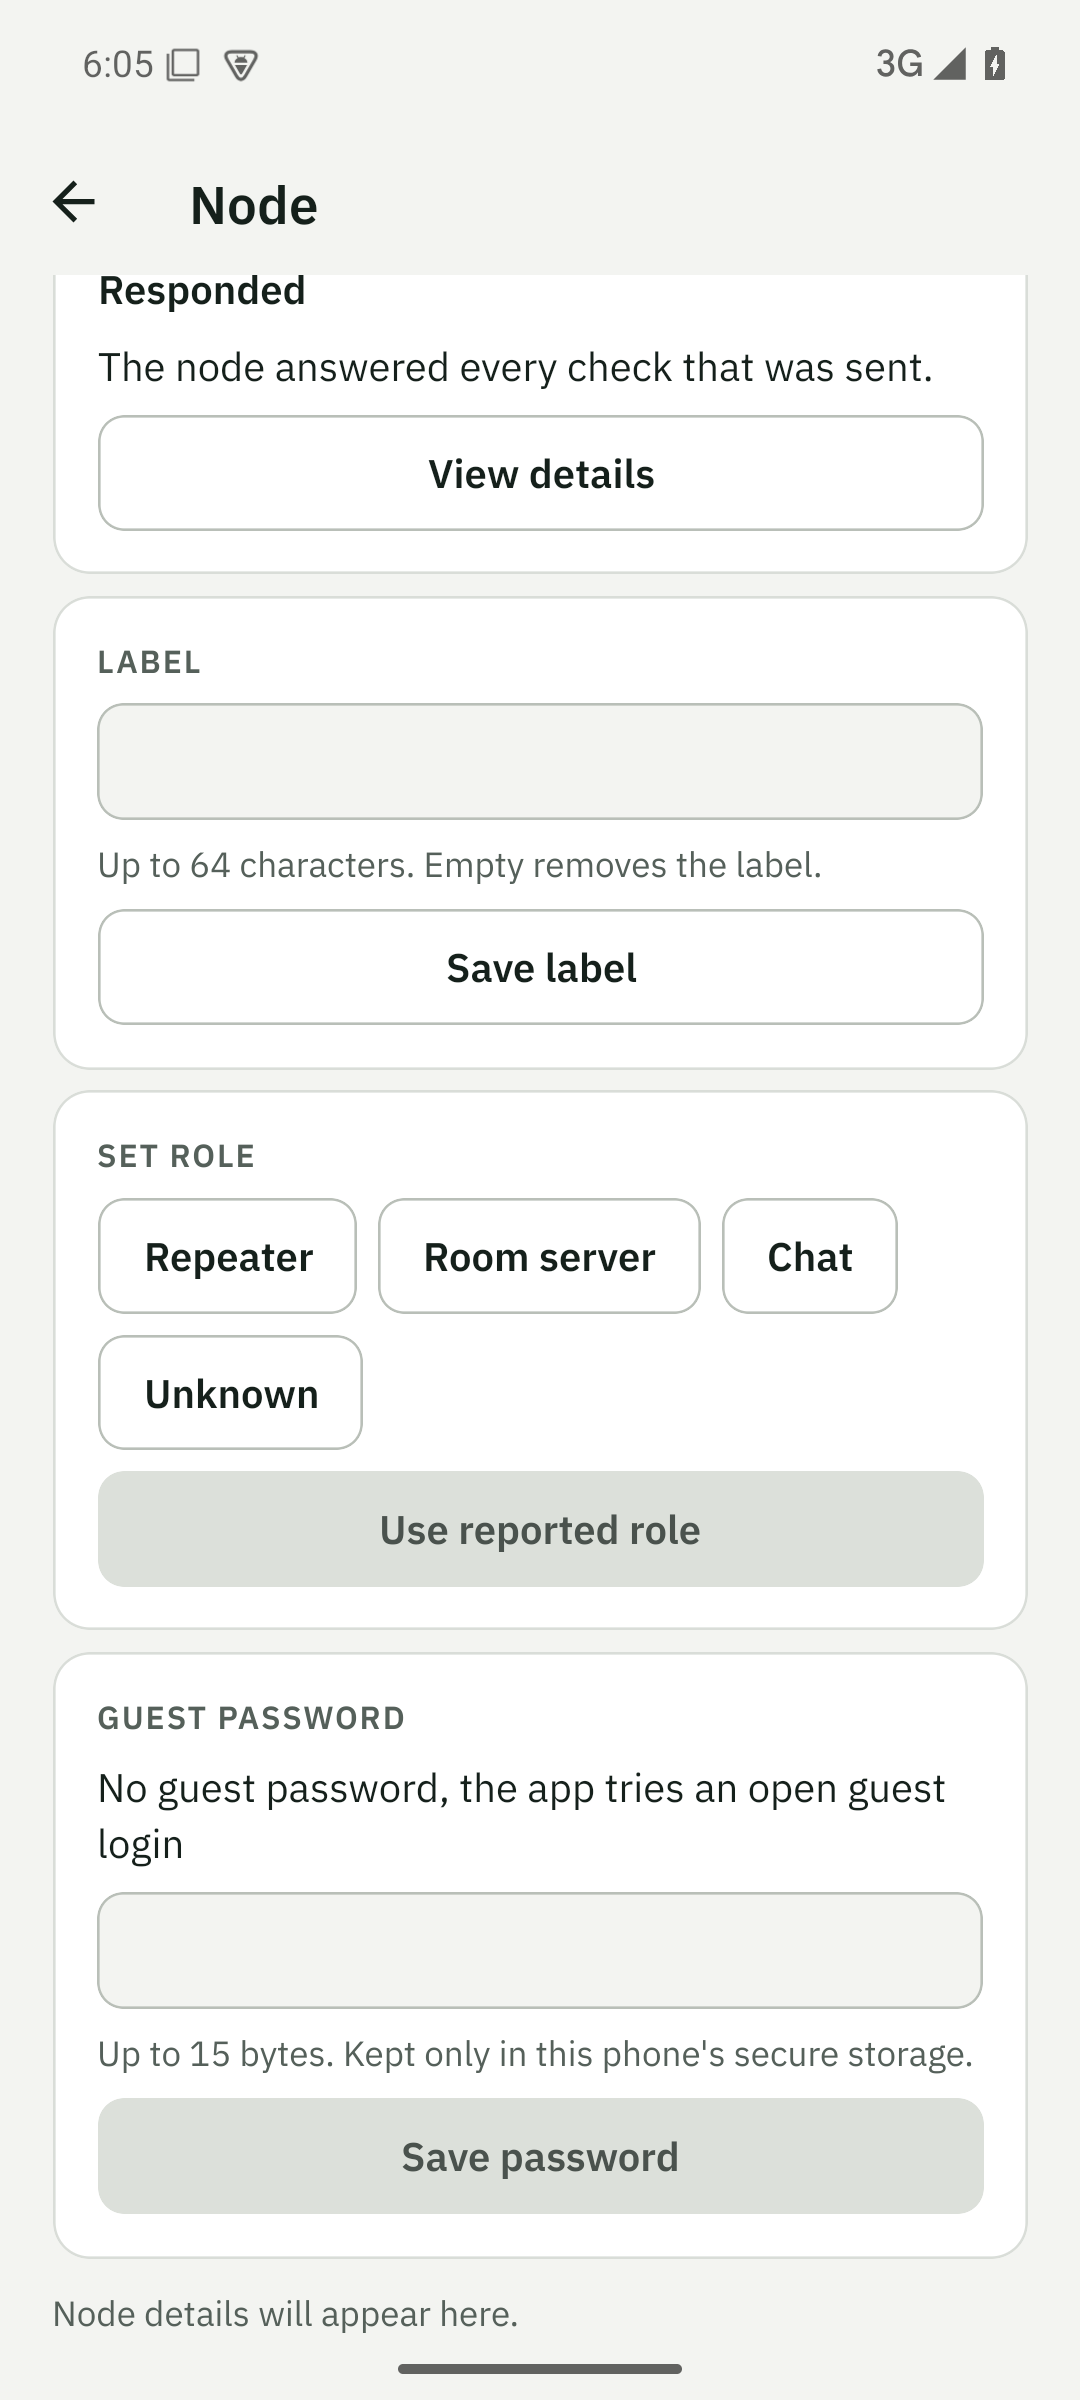 6:05
3G
Node
Responded
The node answered every check that was sent.
View details
LABEL
Up to 64 characters. Empty removes the label.
Save label
SET ROLE
Repeater
Room server
Chat
Unknown
Use reported role
GUEST PASSWORD
No guest password, the app tries an open guest
login
Up to 15 bytes. Kept only in this phone's secure storage.
Save password
Node details will appear here.